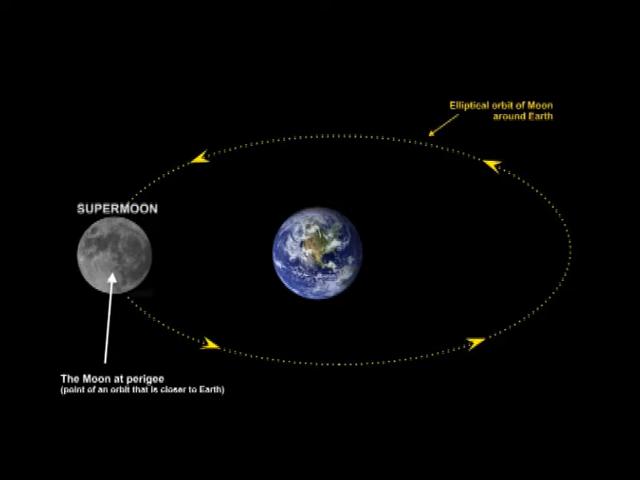 Elliptical orbit of Moon
around Earth
SUPERMOON
The Moon at perigee
(point of an orbit that is closer to Earth)